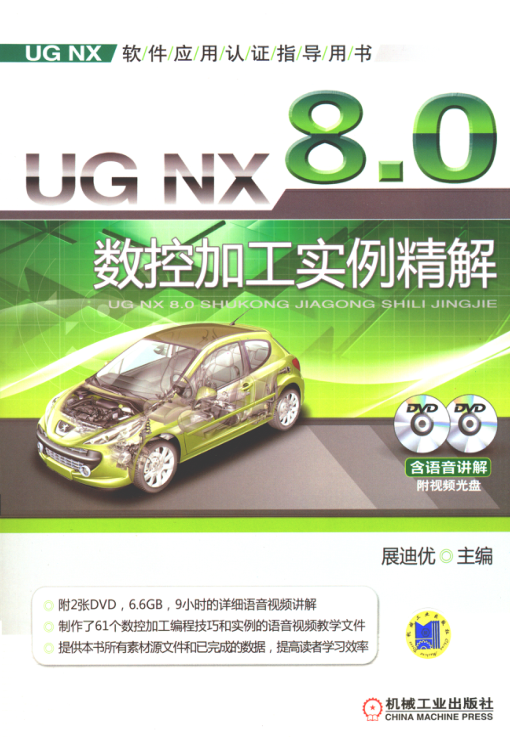 UG NX 软/件/应/用/认/证/指/导/用/书
UG NX 8.0
数控加工实例精解
UG NX 8.0 SHUKONG JIAGONG SHILI JINGJIE
DVD DVD
含语音讲解
附视频光盘
展迪优◎主编
◎ 附2张DVD，6.6GB，9小时的详细语音视频讲解
◎ 制作了61个数控加工编程技巧和实例的语音视频教学文件
◎ 提供本书所有素材源文件和已完成的数据，提高读者学习效率
机械工业出版社
CHINA MACHINE PRESS